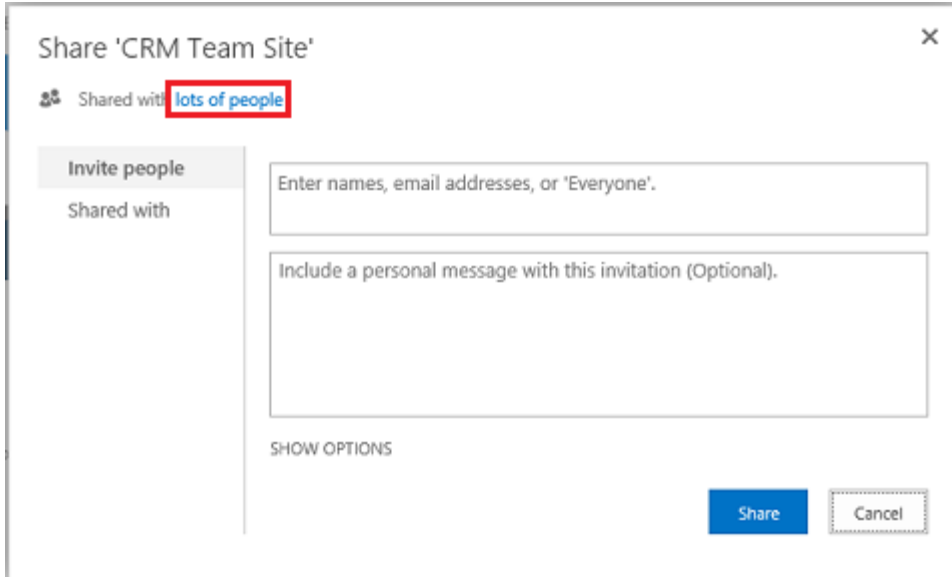 Share 'CRM Team Site'
Shared with lots of people
Invite people
Shared with
Enter names, email addresses, or 'Everyone'.
Include a personal message with this invitation (Optional).
SHOW OPTIONS
Share
Cancel